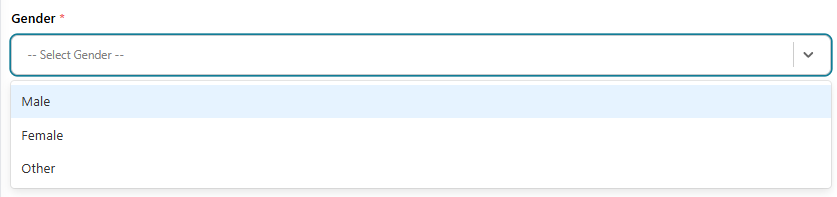 Gender *
-- Select Gender --
Male
Female
Other